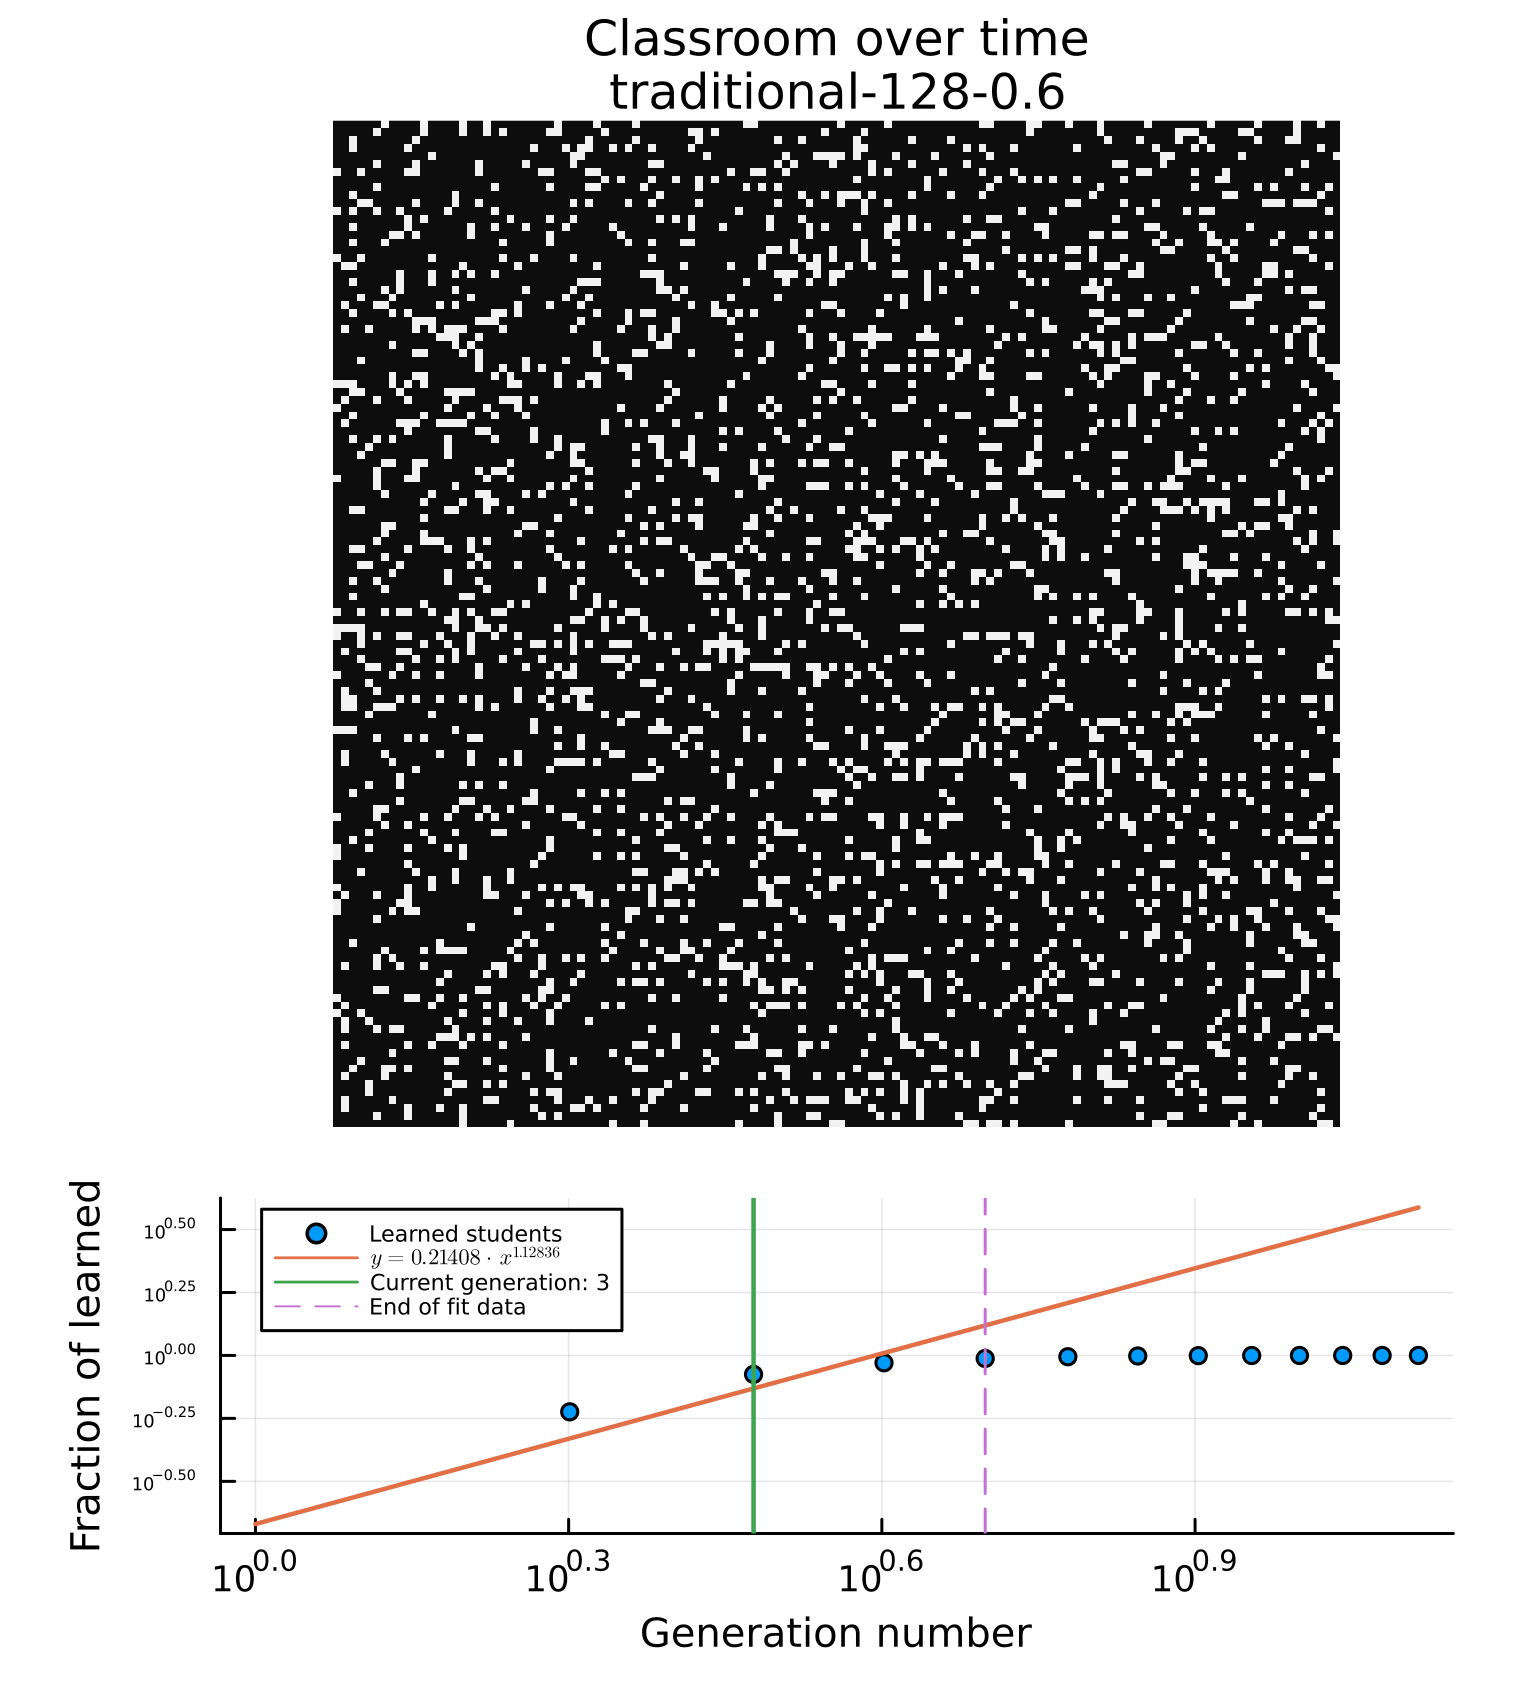 Classroom over time
traditional-128-0.6
Fraction of learned
10^0.50
10^0.25
10^0.00
10^−0.25
10^−0.50
Learned students
y = 0.21408 · x^1.12836
Current generation: 3
End of fit data
10^0.0 10^0.3 10^0.6 10^0.9
Generation number